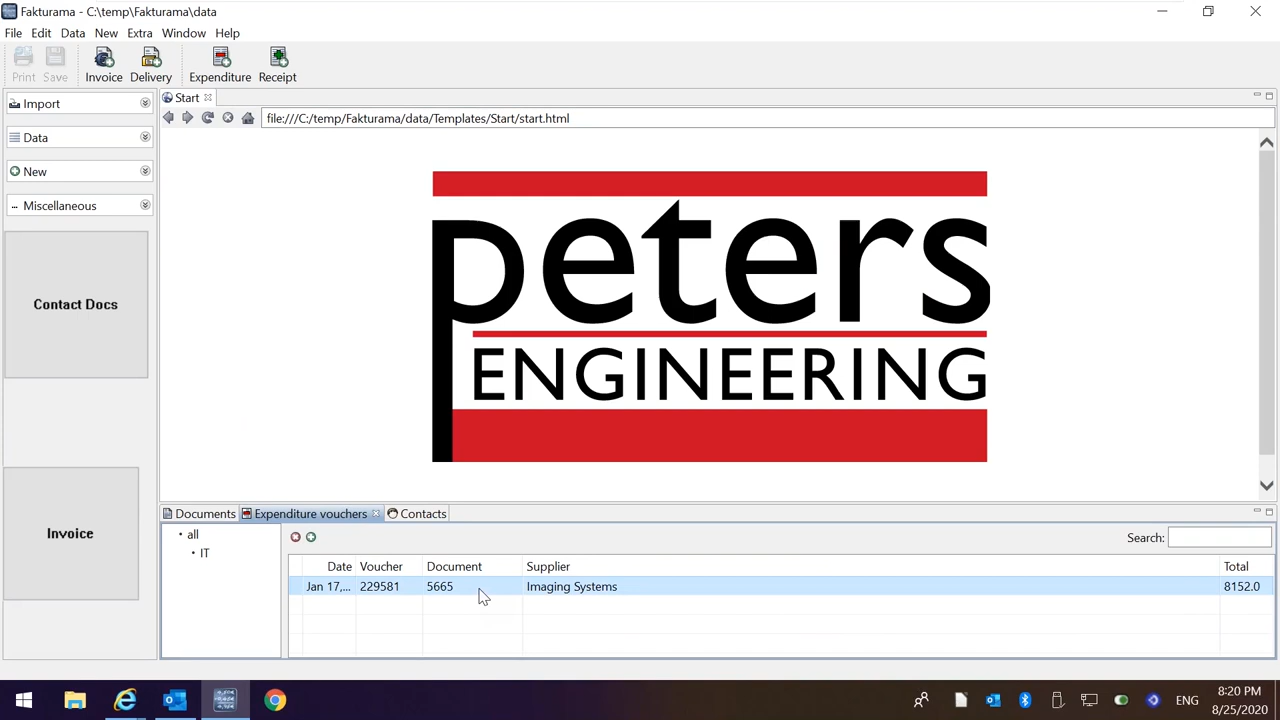 Fakturama - C:\temp\Fakturama\data
File Edit Data New Extra Window Help
Print Save Invoice Delivery Expenditure Receipt
Import
Data
New
Miscellaneous
Contact Docs
Invoice
Start
file:///C:/temp/Fakturama/data/Templates/Start/start.html
peters
ENGINEERING
Documents Expenditure vouchers Contacts
all
IT
Search:
Date Voucher Document Supplier Total
Jan 17,... 229581 5665 Imaging Systems 8152.0
ENG
8:20 PM
8/25/2020